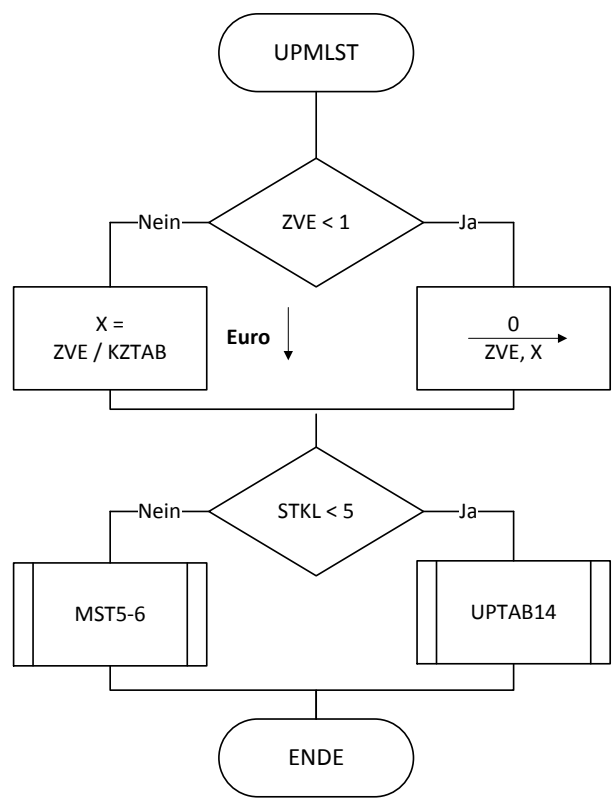 UPMLST
ZVE < 1
Nein
Ja
X =
ZVE / KZTAB
Euro
0
ZVE, X
STKL < 5
Nein
Ja
MST5-6
UPTAB14
ENDE